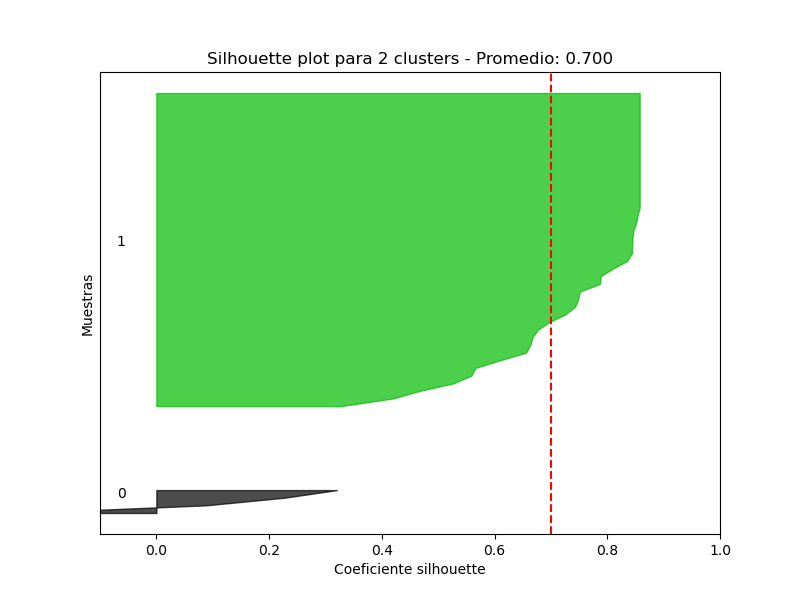 Silhouette plot para 2 clusters - Promedio: 0.700
1
Muestras
0
0.0 0.2 0.4 0.6 0.8 1.0
Coeficiente silhouette